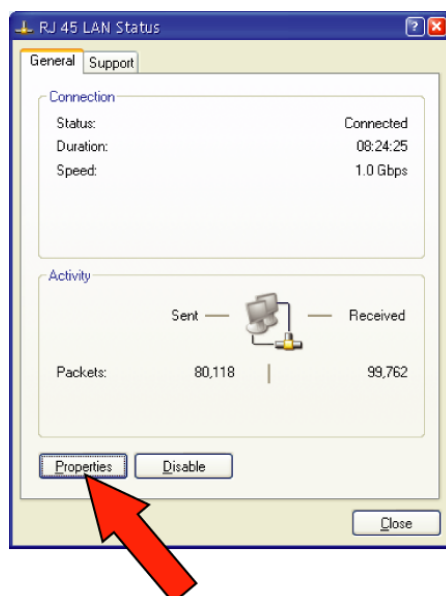 RJ 45 LAN Status
General Support
Connection
Status: Connected
Duration: 08:24:25
Speed: 1.0 Gbps
Activity
Sent Received
Packets: 80,118 99,762
Properties Disable
Close